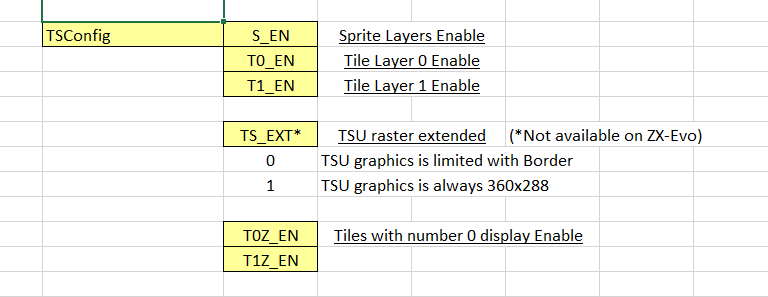 TSConfig S_EN Sprite Layers Enable
T0_EN Tile Layer 0 Enable
T1_EN Tile Layer 1 Enable
TS_EXT* TSU raster extended (*Not available on ZX-Evo)
0 TSU graphics is limited with Border
1 TSU graphics is always 360x288
T0Z_EN Tiles with number 0 display Enable
T1Z_EN